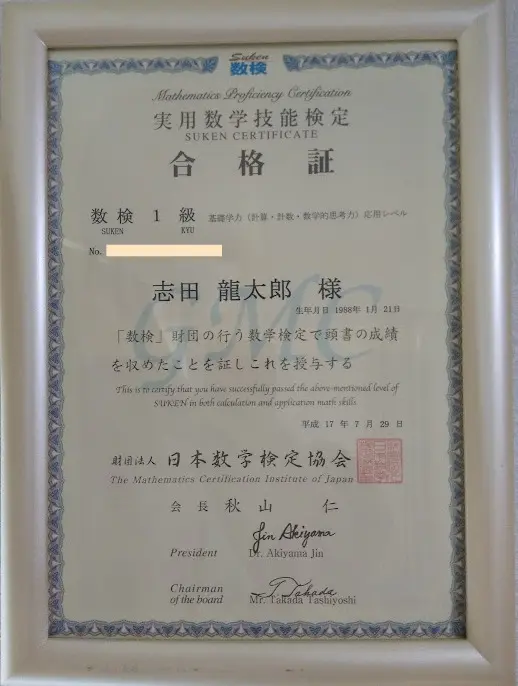 Suken
数検
Mathematics Proficiency Certification
実用数学技能検定
SUKEN CERTIFICATE
合格証
数検1級 基礎学力(計算・計数・数学的思考力)応用レベル
SUKEN KYU
No.
志田 龍太郎 様
生年月日 1988年 1月 21日
「数検」財団の行う数学検定で頭書の成績
を収めたことを証しこれを授与する
This is to certify that you have successfully passed the above-mentioned level of
SUKEN in both calculation and application math skills
平成 17年 7月 29日
財団法人 日本数学検定協会
The Mathematics Certification Institute of Japan
会長 秋山 仁
Jin Akiyama
President Dr. Akiyama Jin
T. Takada
Chairman
of the board Mr. Takada Tashiyoshi